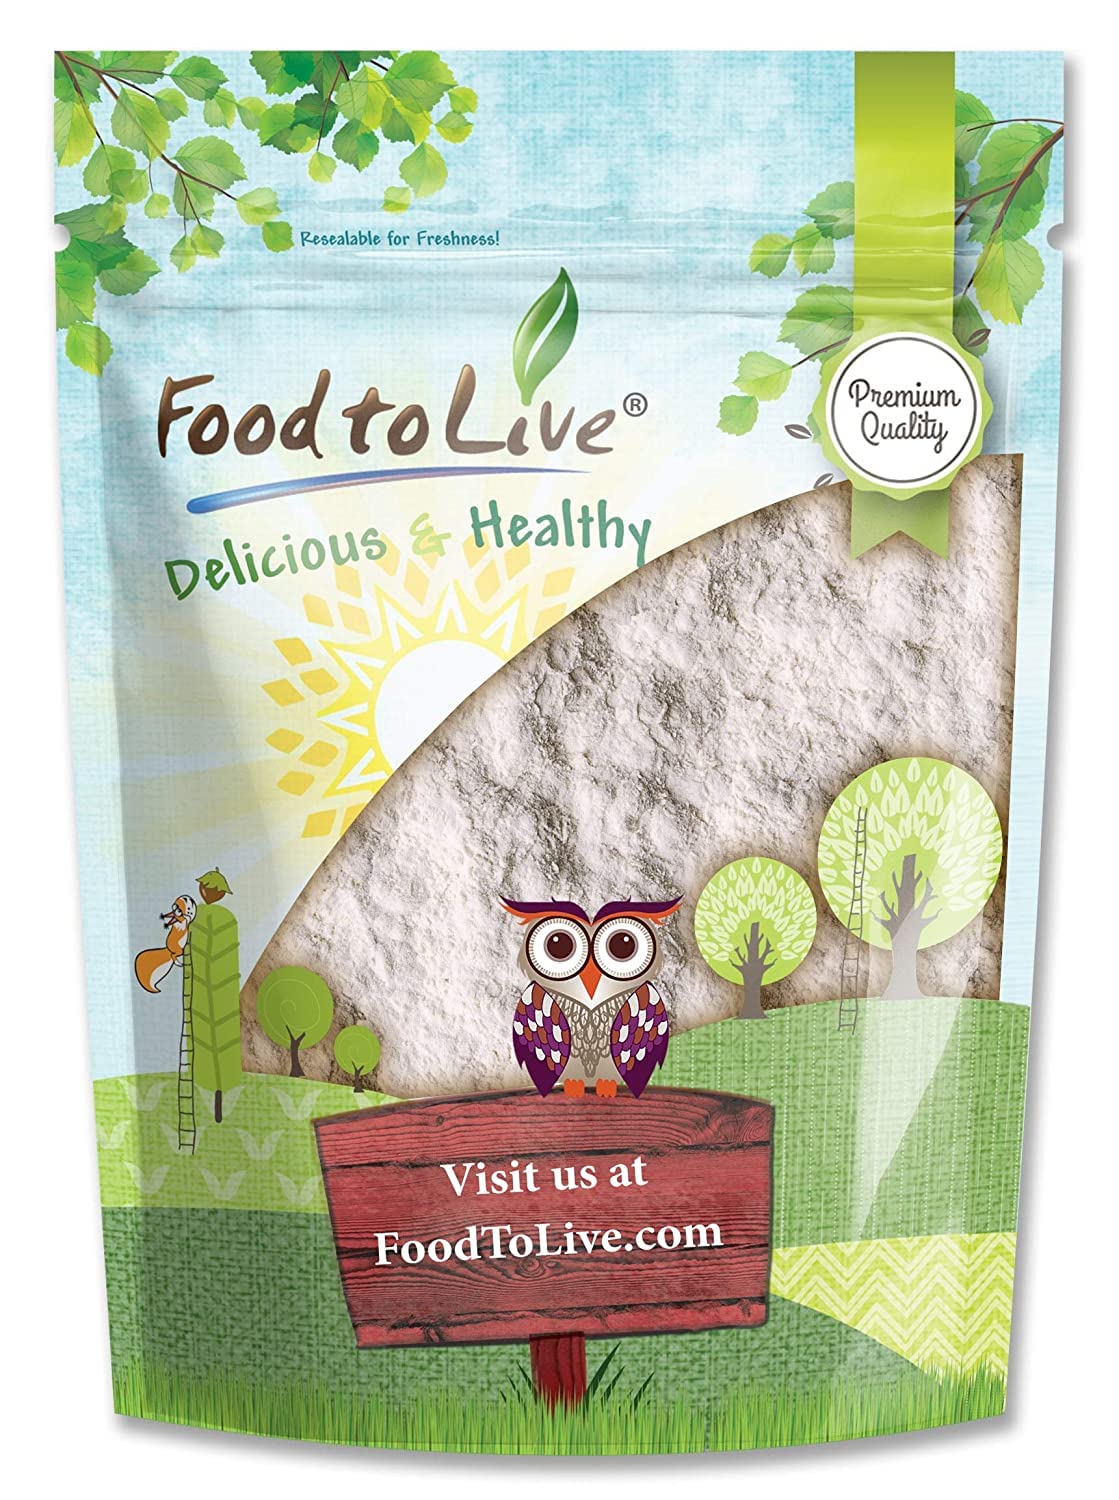 Resealable for Freshness!
Food to Live®
Delicious & Healthy
Premium
Quality
Visit us at
FoodToLive.com